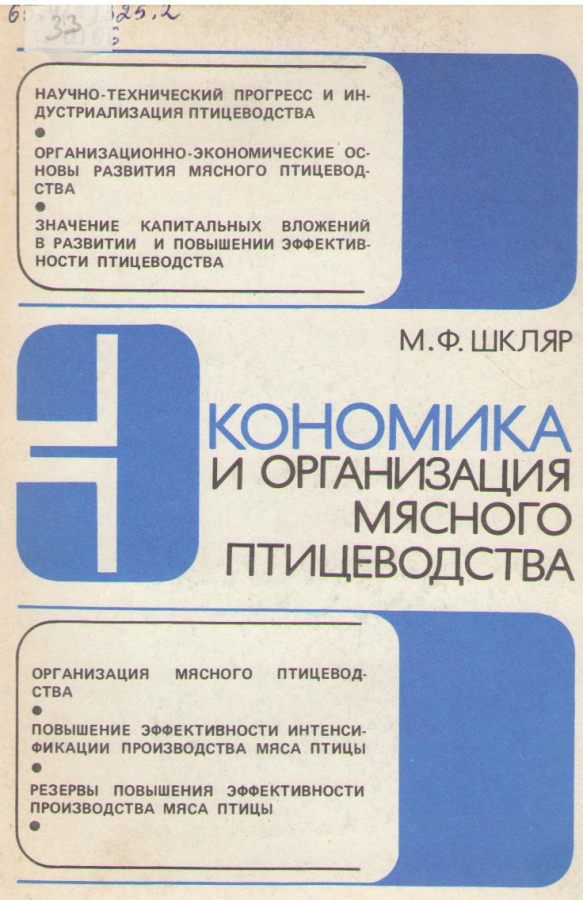 33
НАУЧНО-ТЕХНИЧЕСКИЙ ПРОГРЕСС И ИН-
ДУСТРИАЛИЗАЦИЯ ПТИЦЕВОДСТВА
●
ОРГАНИЗАЦИОННО-ЭКОНОМИЧЕСКИЕ ОС-
НОВЫ РАЗВИТИЯ МЯСНОГО ПТИЦЕВОД-
СТВА
●
ЗНАЧЕНИЕ КАПИТАЛЬНЫХ ВЛОЖЕНИЙ
В РАЗВИТИИ И ПОВЫШЕНИИ ЭФФЕКТИВ-
НОСТИ ПТИЦЕВОДСТВА
М.Ф. ШКЛЯР
ЭКОНОМИКА
И ОРГАНИЗАЦИЯ
МЯСНОГО
ПТИЦЕВОДСТВА
ОРГАНИЗАЦИЯ МЯСНОГО ПТИЦЕВОД-
СТВА
●
ПОВЫШЕНИЕ ЭФФЕКТИВНОСТИ ИНТЕНСИ-
ФИКАЦИИ ПРОИЗВОДСТВА МЯСА ПТИЦЫ
●
РЕЗЕРВЫ ПОВЫШЕНИЯ ЭФФЕКТИВНОСТИ
ПРОИЗВОДСТВА МЯСА ПТИЦЫ
●